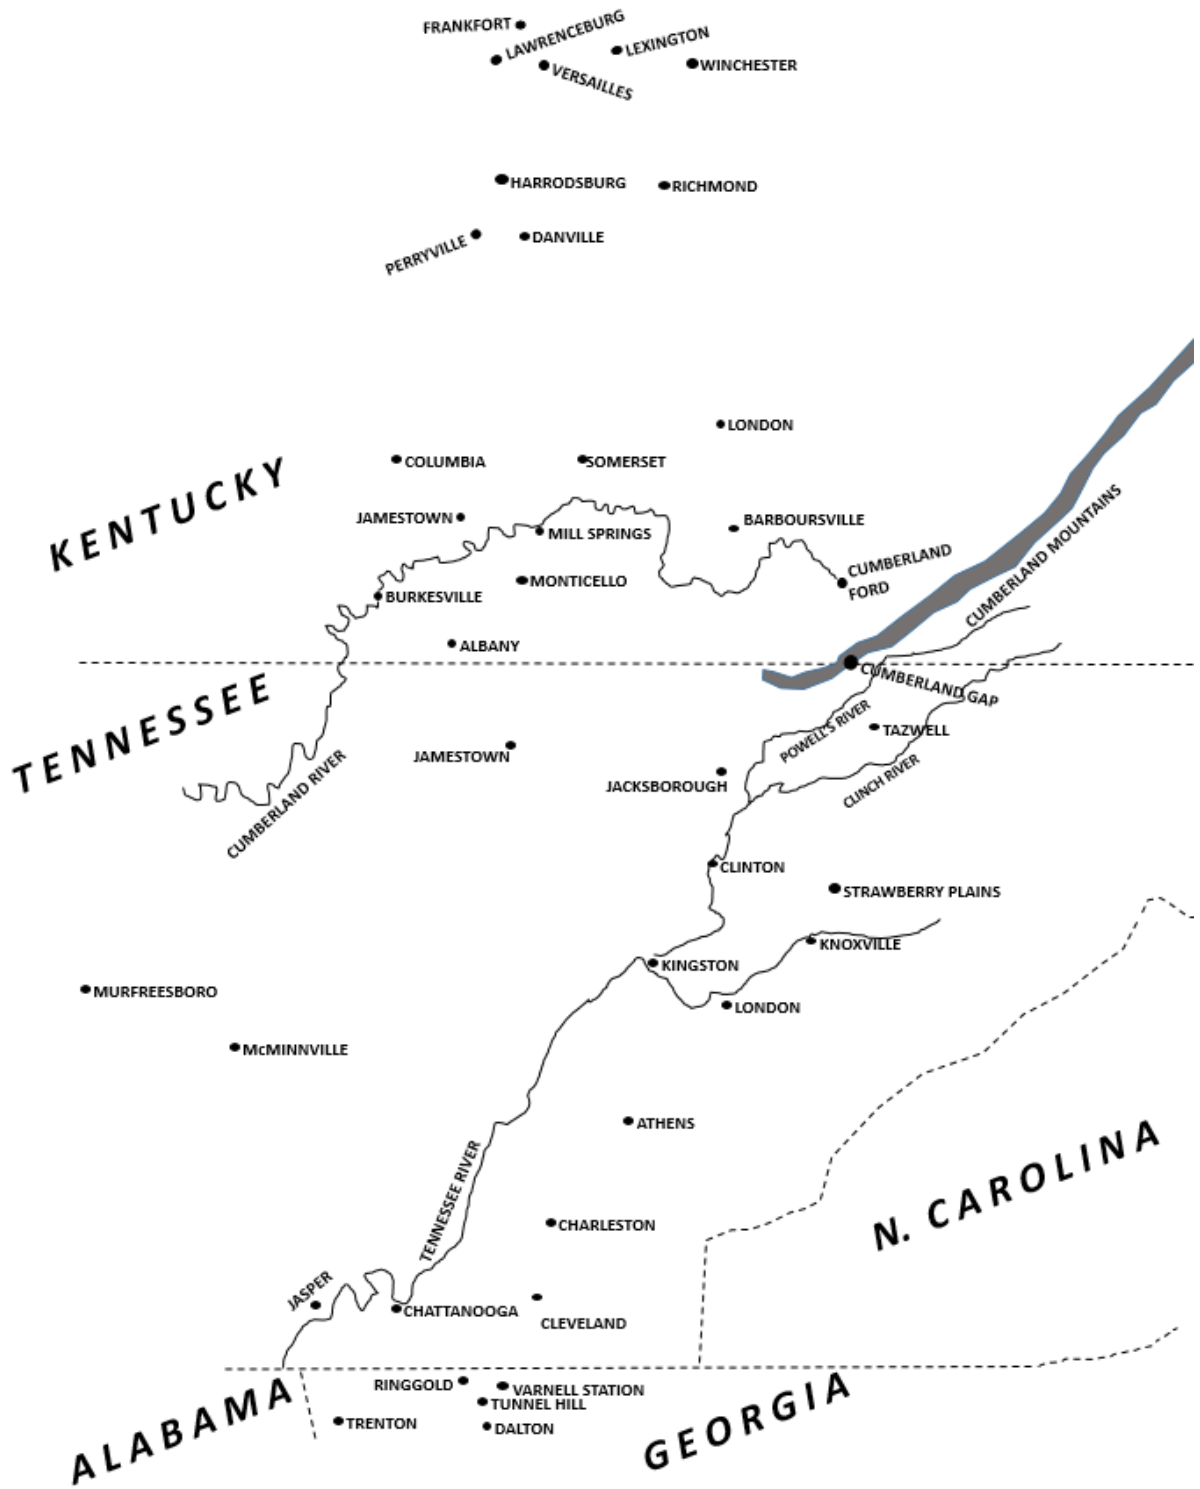 FRANKFORT
LAWRENCEBURG
LEXINGTON
VERSAILLES
WINCHESTER
HARRODSBURG
RICHMOND
PERRYVILLE
DANVILLE
LONDON
COLUMBIA
SOMERSET
KENTUCKY
JAMESTOWN
MILL SPRINGS
BARBOURSVILLE
CUMBERLAND MOUNTAINS
CUMBERLAND
FORD
MONTICELLO
BURKESVILLE
ALBANY
TENNESSEE
CUMBERLAND GAP
POWELL'S RIVER
TAZWELL
JAMESTOWN
CUMBERLAND RIVER
JACKSBOROUGH
CLINCH RIVER
CLINTON
STRAWBERRY PLAINS
KNOXVILLE
KINGSTON
MURFREESBORO
LONDON
McMINNVILLE
ATHENS
TENNESSEE RIVER
N. CAROLINA
CHARLESTON
JASPER
CHATTANOOGA
CLEVELAND
ALABAMA
RINGGOLD
VARNELL STATION
TUNNEL HILL
TRENTON
DALTON
GEORGIA